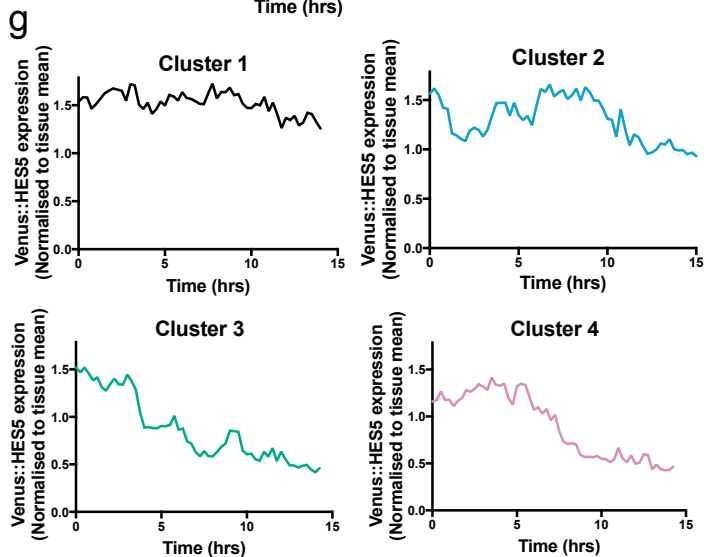 Time (hrs)
g
Cluster 1
Venus::HES5 expression
(Normalised to tissue mean)
1.5
1.0
0.5
0.0
0 5 10 15
Time (hrs)
Cluster 2
Venus::HES5 expression
(Normalised to tissue mean)
1.5
1.0
0.5
0.0
0 5 10 15
Time (hrs)
Cluster 3
Venus::HES5 expression
(Normalised to tissue mean)
1.5
1.0
0.5
0.0
0 5 10 15
Time (hrs)
Cluster 4
Venus::HES5 expression
(Normalised to tissue mean)
1.5
1.0
0.5
0.0
0 5 10 15
Time (hrs)